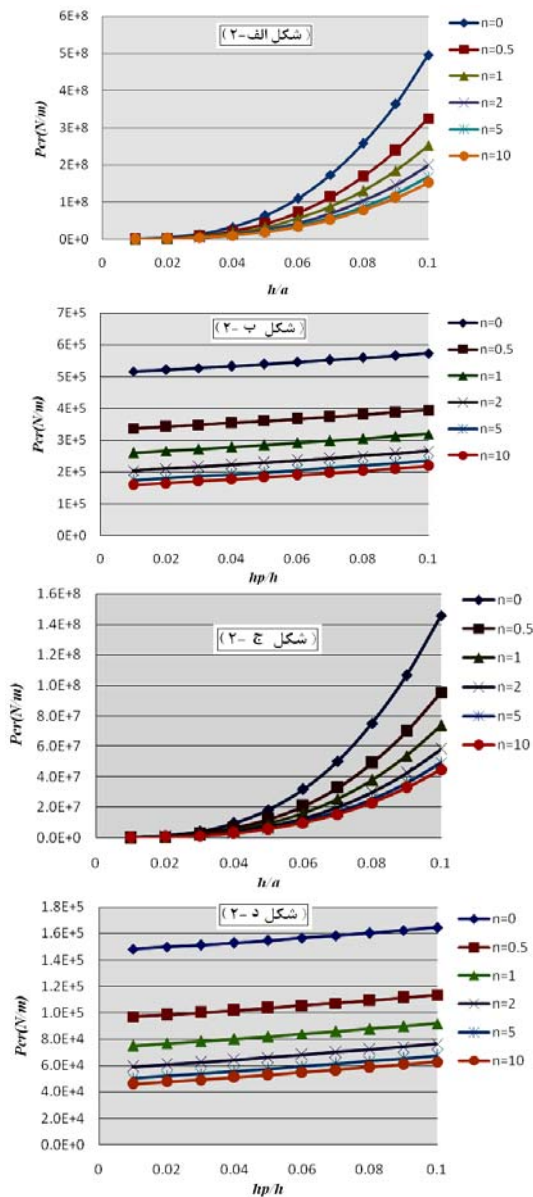 (شکل الف-۲)
Pcr(N/m)
6E+8
5E+8
4E+8
3E+8
2E+8
1E+8
0E+0
0
0.02
0.04
0.06
0.08
0.1
h/a
n=0
n=0.5
n=1
n=2
n=5
n=10
(شکل ب-۲)
Pcr(N/m)
7E+5
6E+5
5E+5
4E+5
3E+5
2E+5
1E+5
0E+0
0
0.02
0.04
0.06
0.08
0.1
hp/h
n=0
n=0.5
n=1
n=2
n=5
n=10
(شکل ج-۲)
Pcr(N/m)
1.6E+8
1.4E+8
1.2E+8
1.0E+8
8.0E+7
6.0E+7
4.0E+7
2.0E+7
0.0E+0
0
0.02
0.04
0.06
0.08
0.1
h/a
n=0
n=0.5
n=1
n=2
n=5
n=10
(شکل د-۲)
Pcr(N/m)
1.8E+5
1.6E+5
1.4E+5
1.2E+5
1.0E+5
8.0E+4
6.0E+4
4.0E+4
2.0E+4
0.0E+0
0
0.02
0.04
0.06
0.08
0.1
hp/h
n=0
n=0.5
n=1
n=2
n=5
n=10